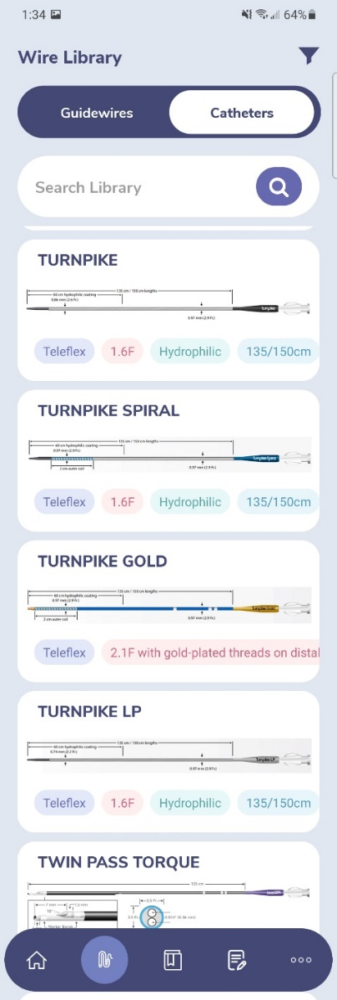 1:34
64%
Wire Library
Guidewires
Catheters
Search Library
TURNPIKE
135 cm / 150 cm lengths
60 cm hydrophilic coating
0.86 mm (2.6 Fr.)
0.97 mm (2.9 Fr.)
Turnpike
Teleflex
1.6F
Hydrophilic
135/150cm
TURNPIKE SPIRAL
135 cm / 150 cm lengths
60 cm hydrophilic coating
0.97 mm (2.9 Fr.)
2 cm outer coil
0.97 mm (2.9 Fr.)
Turnpike Spiral
Teleflex
1.6F
Hydrophilic
135/150cm
TURNPIKE GOLD
135 cm / 150 cm lengths
60 cm hydrophilic coating
0.97 mm (2.9 Fr.)
2 cm outer coil
0.97 mm (2.9 Fr.)
Turnpike Gold
Teleflex
2.1F with gold-plated threads on distal
TURNPIKE LP
135 cm / 150 cm lengths
60 cm hydrophilic coating
0.74 mm (2.2 Fr.)
0.97 mm (2.9 Fr.)
Turnpike LP
Teleflex
1.6F
Hydrophilic
135/150cm
TWIN PASS TORQUE
135 cm
3.5 Fr.
7 mm
1.5 mm
0.014" (0.36 mm)
Marker Bands